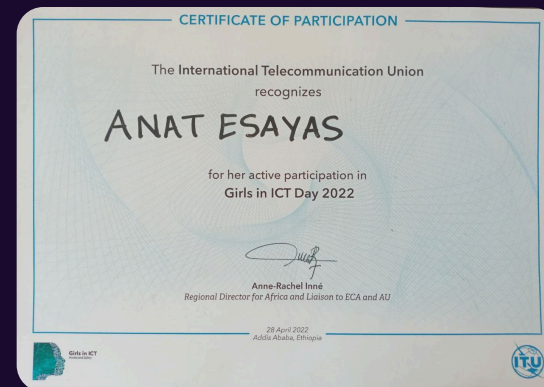 CERTIFICATE OF PARTICIPATION
The International Telecommunication Union
recognizes
ANAT ESAYAS
for her active participation in
Girls in ICT Day 2022
Anne-Rachel Inné
Regional Director for Africa and Liaison to ECA and AU
28 April 2022
Addis Ababa, Ethiopia
Girls in ICT
ITU